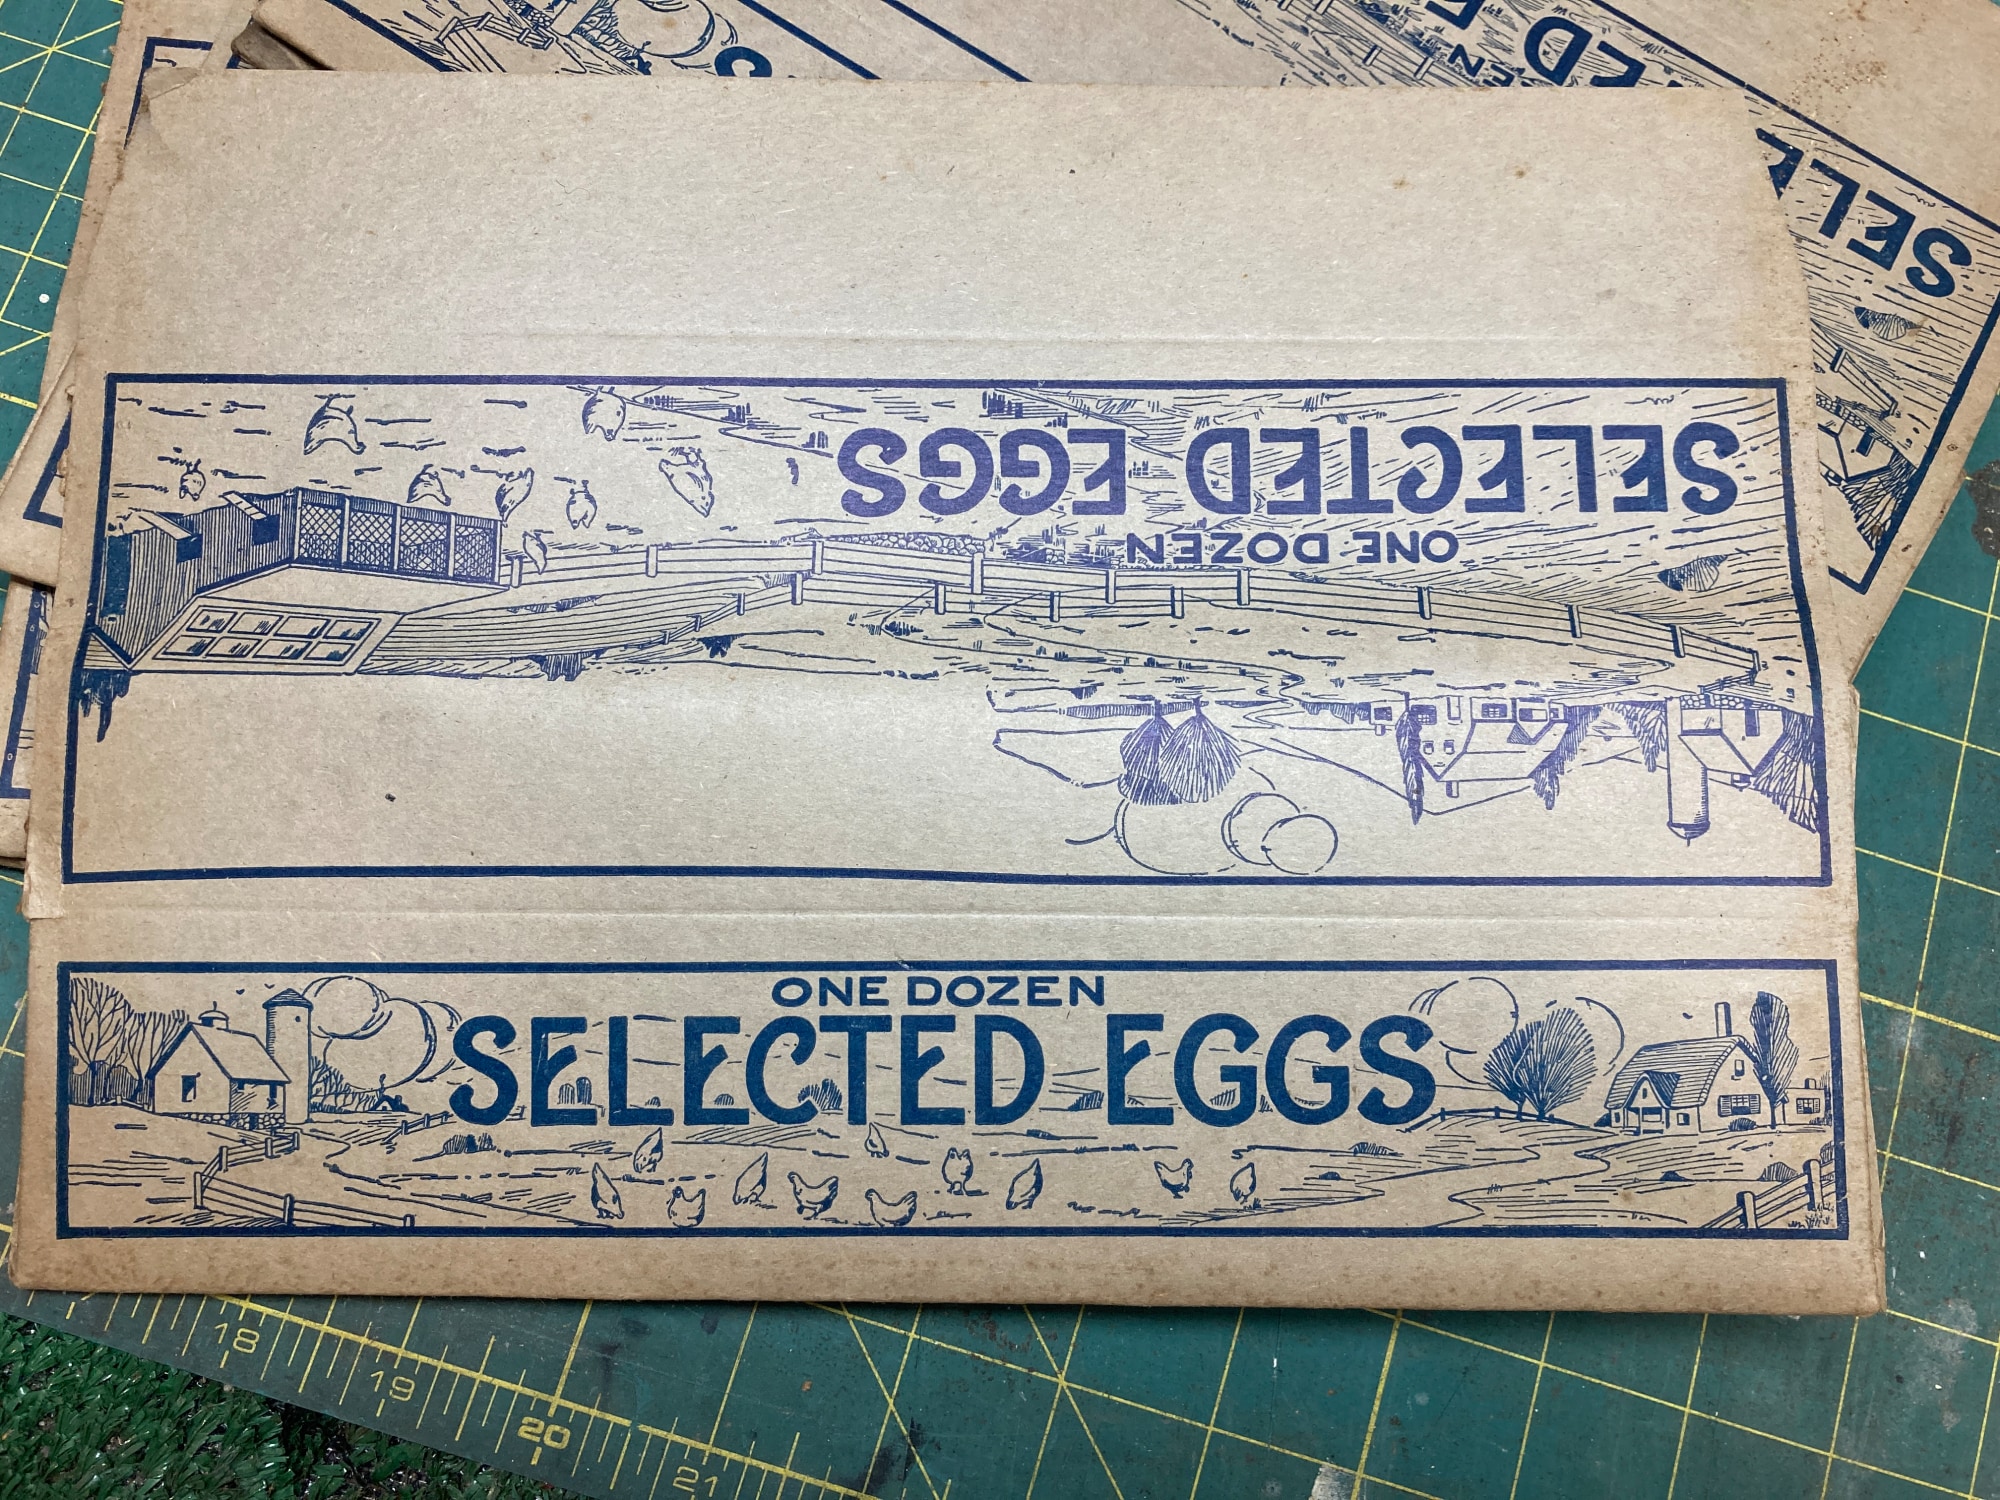 SELECTED EGGS
ONE DOZEN
ONE DOZEN
SELECTED EGGS
18
19
20
21